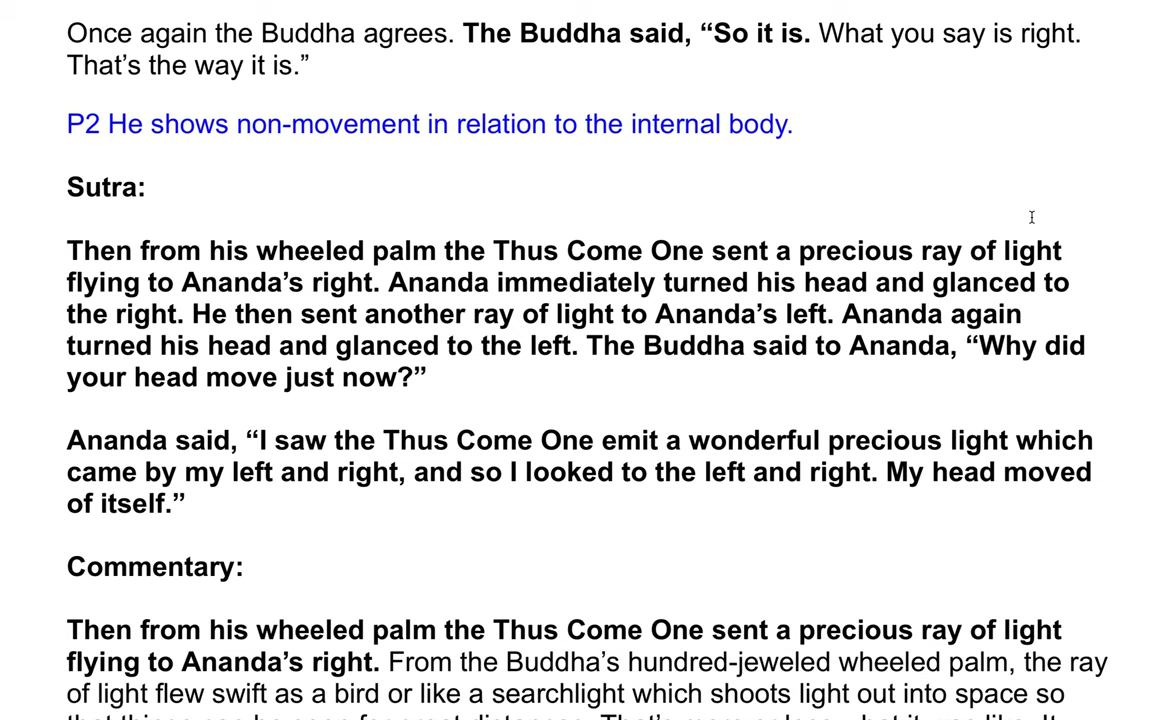 Once again the Buddha agrees. The Buddha said, “So it is. What you say is right.
That’s the way it is.”
P2 He shows non-movement in relation to the internal body.
Sutra:
Then from his wheeled palm the Thus Come One sent a precious ray of light
flying to Ananda’s right. Ananda immediately turned his head and glanced to
the right. He then sent another ray of light to Ananda’s left. Ananda again
turned his head and glanced to the left. The Buddha said to Ananda, “Why did
your head move just now?”
Ananda said, “I saw the Thus Come One emit a wonderful precious light which
came by my left and right, and so I looked to the left and right. My head moved
of itself.”
Commentary:
Then from his wheeled palm the Thus Come One sent a precious ray of light
flying to Ananda’s right. From the Buddha’s hundred-jeweled wheeled palm, the ray
of light flew swift as a bird or like a searchlight which shoots light out into space so